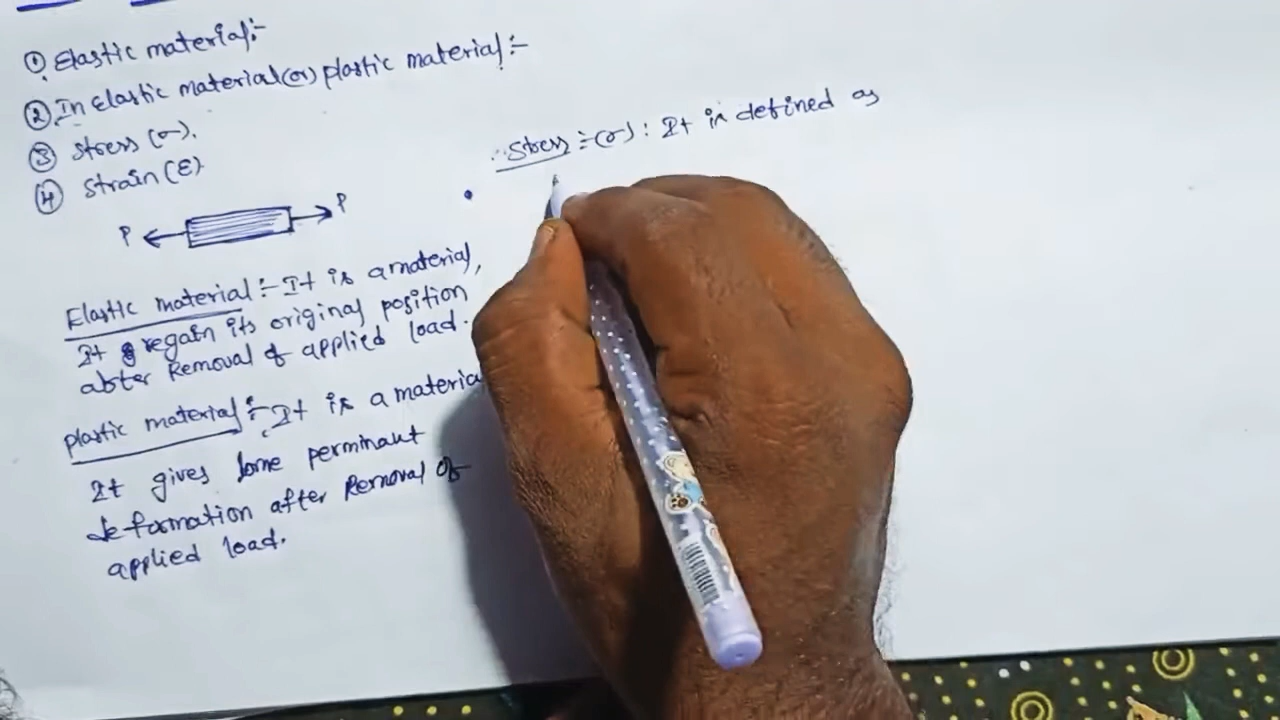 ① Elastic material:-
② In Elastic material (or) plastic material:-
③ Stress (σ).
④ Strain (ε).
P P
Elastic material:- It is a material,
It regain its original position
abter Removal of applied load.
plastic material:- It is a material
It gives some perminant
deformation after Removal of
applied load.
∴ Stress:-(σ): It is defined as